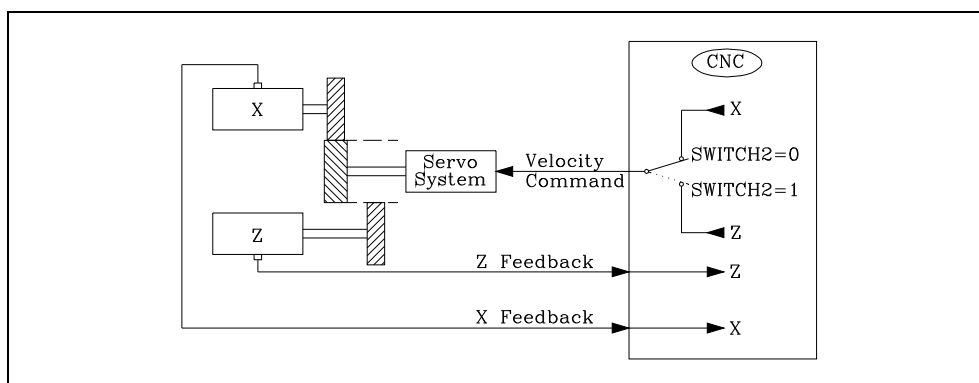 CNC
X
X
SWITCH2=0
Servo
System
Velocity
Command
SWITCH2=1
Z
Z
Z Feedback
Z
X Feedback
X